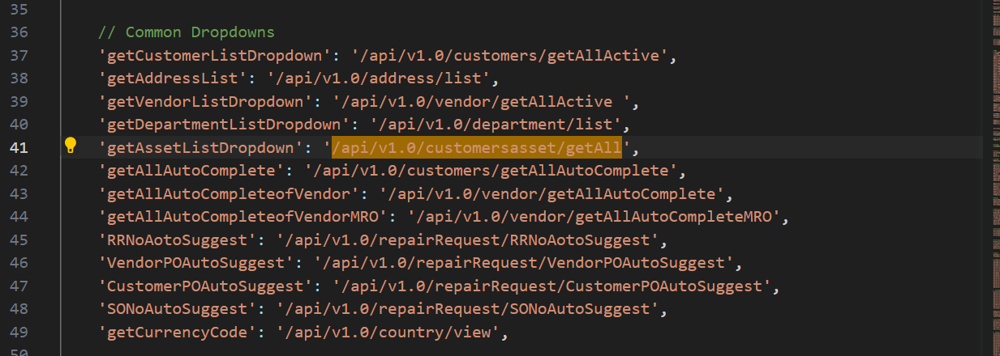 35
36 // Common Dropdowns
37 'getCustomerListDropdown': '/api/v1.0/customers/getAllActive',
38 'getAddressList': '/api/v1.0/address/list',
39 'getVendorListDropdown': '/api/v1.0/vendor/getAllActive ',
40 'getDepartmentListDropdown': '/api/v1.0/department/list',
41 'getAssetListDropdown': '/api/v1.0/customersasset/getAll',
42 'getAllAutoComplete': '/api/v1.0/customers/getAllAutoComplete',
43 'getAllAutoCompleteofVendor': '/api/v1.0/vendor/getAllAutoComplete',
44 'getAllAutoCompleteofVendorMRO': '/api/v1.0/vendor/getAllAutoCompleteMRO',
45 'RRNoAotoSuggest': '/api/v1.0/repairRequest/RRNoAotoSuggest',
46 'VendorPOAutoSuggest': '/api/v1.0/repairRequest/VendorPOAutoSuggest',
47 'CustomerPOAutoSuggest': '/api/v1.0/repairRequest/CustomerPOAutoSuggest',
48 'SONoAutoSuggest': '/api/v1.0/repairRequest/SONoAutoSuggest',
49 'getCurrencyCode': '/api/v1.0/country/view',
50